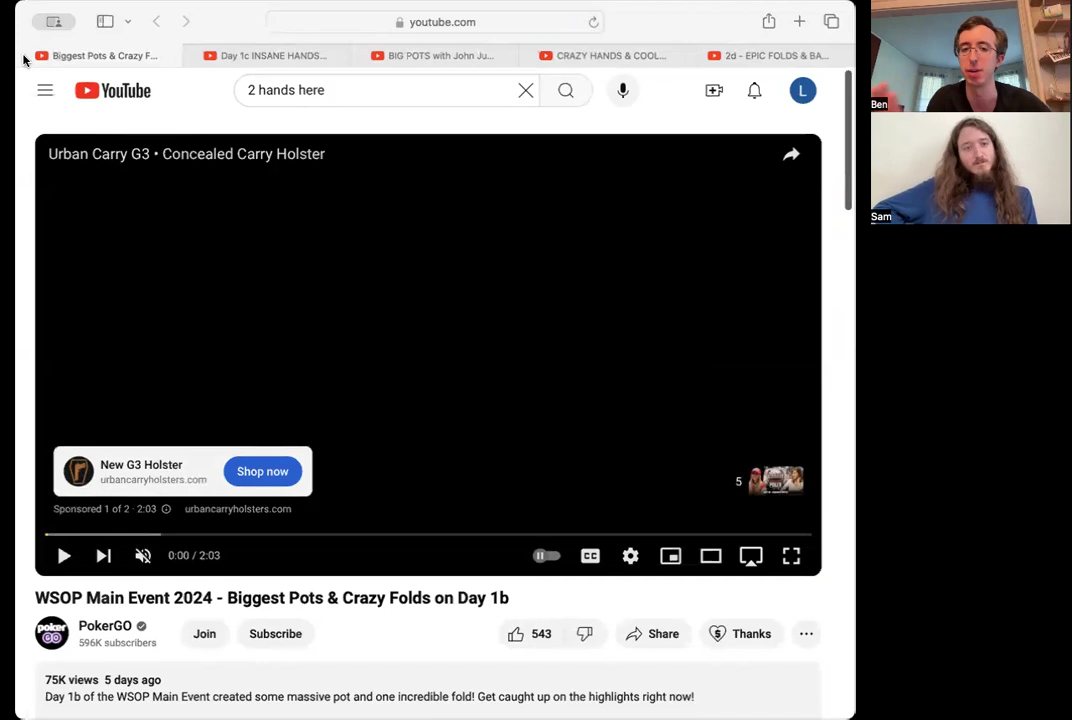 youtube.com
Biggest Pots & Crazy F...
Day 1c INSANE HANDS...
BIG POTS with John Ju...
CRAZY HANDS & COOL...
2d - EPIC FOLDS & BA...
YouTube
2 hands here
L
Urban Carry G3 • Concealed Carry Holster
New G3 Holster
urbancarryholsters.com
Shop now
5
Sponsored 1 of 2 · 2:03
urbancarryholsters.com
0:00 / 2:03
CC
WSOP Main Event 2024 - Biggest Pots & Crazy Folds on Day 1b
poker GO
PokerGO
596K subscribers
Join
Subscribe
543
Share
Thanks
75K views 5 days ago
Day 1b of the WSOP Main Event created some massive pot and one incredible fold! Get caught up on the highlights right now!
Ben
Sam